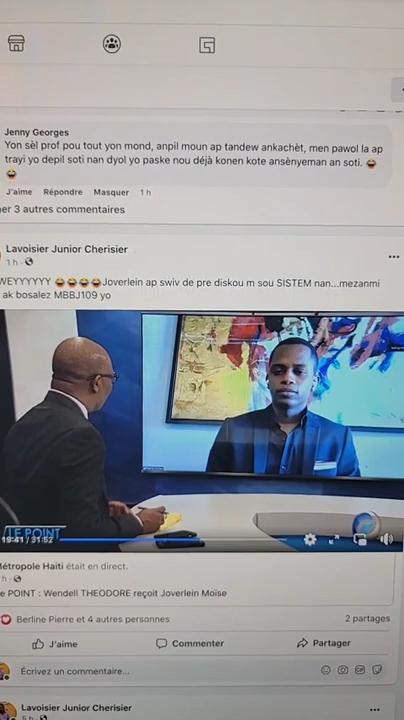 Jenny Georges
Yon sèl prof pou tout yon mond, anpil moun ap tandew ankachèt, men pawol la ap
trayi yo depil soti nan dyol yo paske nou déjà konen kote ansènyeman an soti. 😂
😂
J'aime Répondre Masquer 1 h
er 3 autres commentaires
Lavoisier Junior Cherisier
1 h
WEYYYYYY 😂😂😂😂Joverlein ap swiv de pre diskou m sou SISTEM nan...mezanmi
ak bosalez MBBJ109 yo
LE POINT
19:41 / 31:52
Métropole Haiti était en direct.
h
e POINT : Wendell THEODORE reçoit Joverlein Moïse
Berline Pierre et 4 autres personnes 2 partages
J'aime Commenter Partager
Écrivez un commentaire...
GIF
Lavoisier Junior Cherisier
5 h